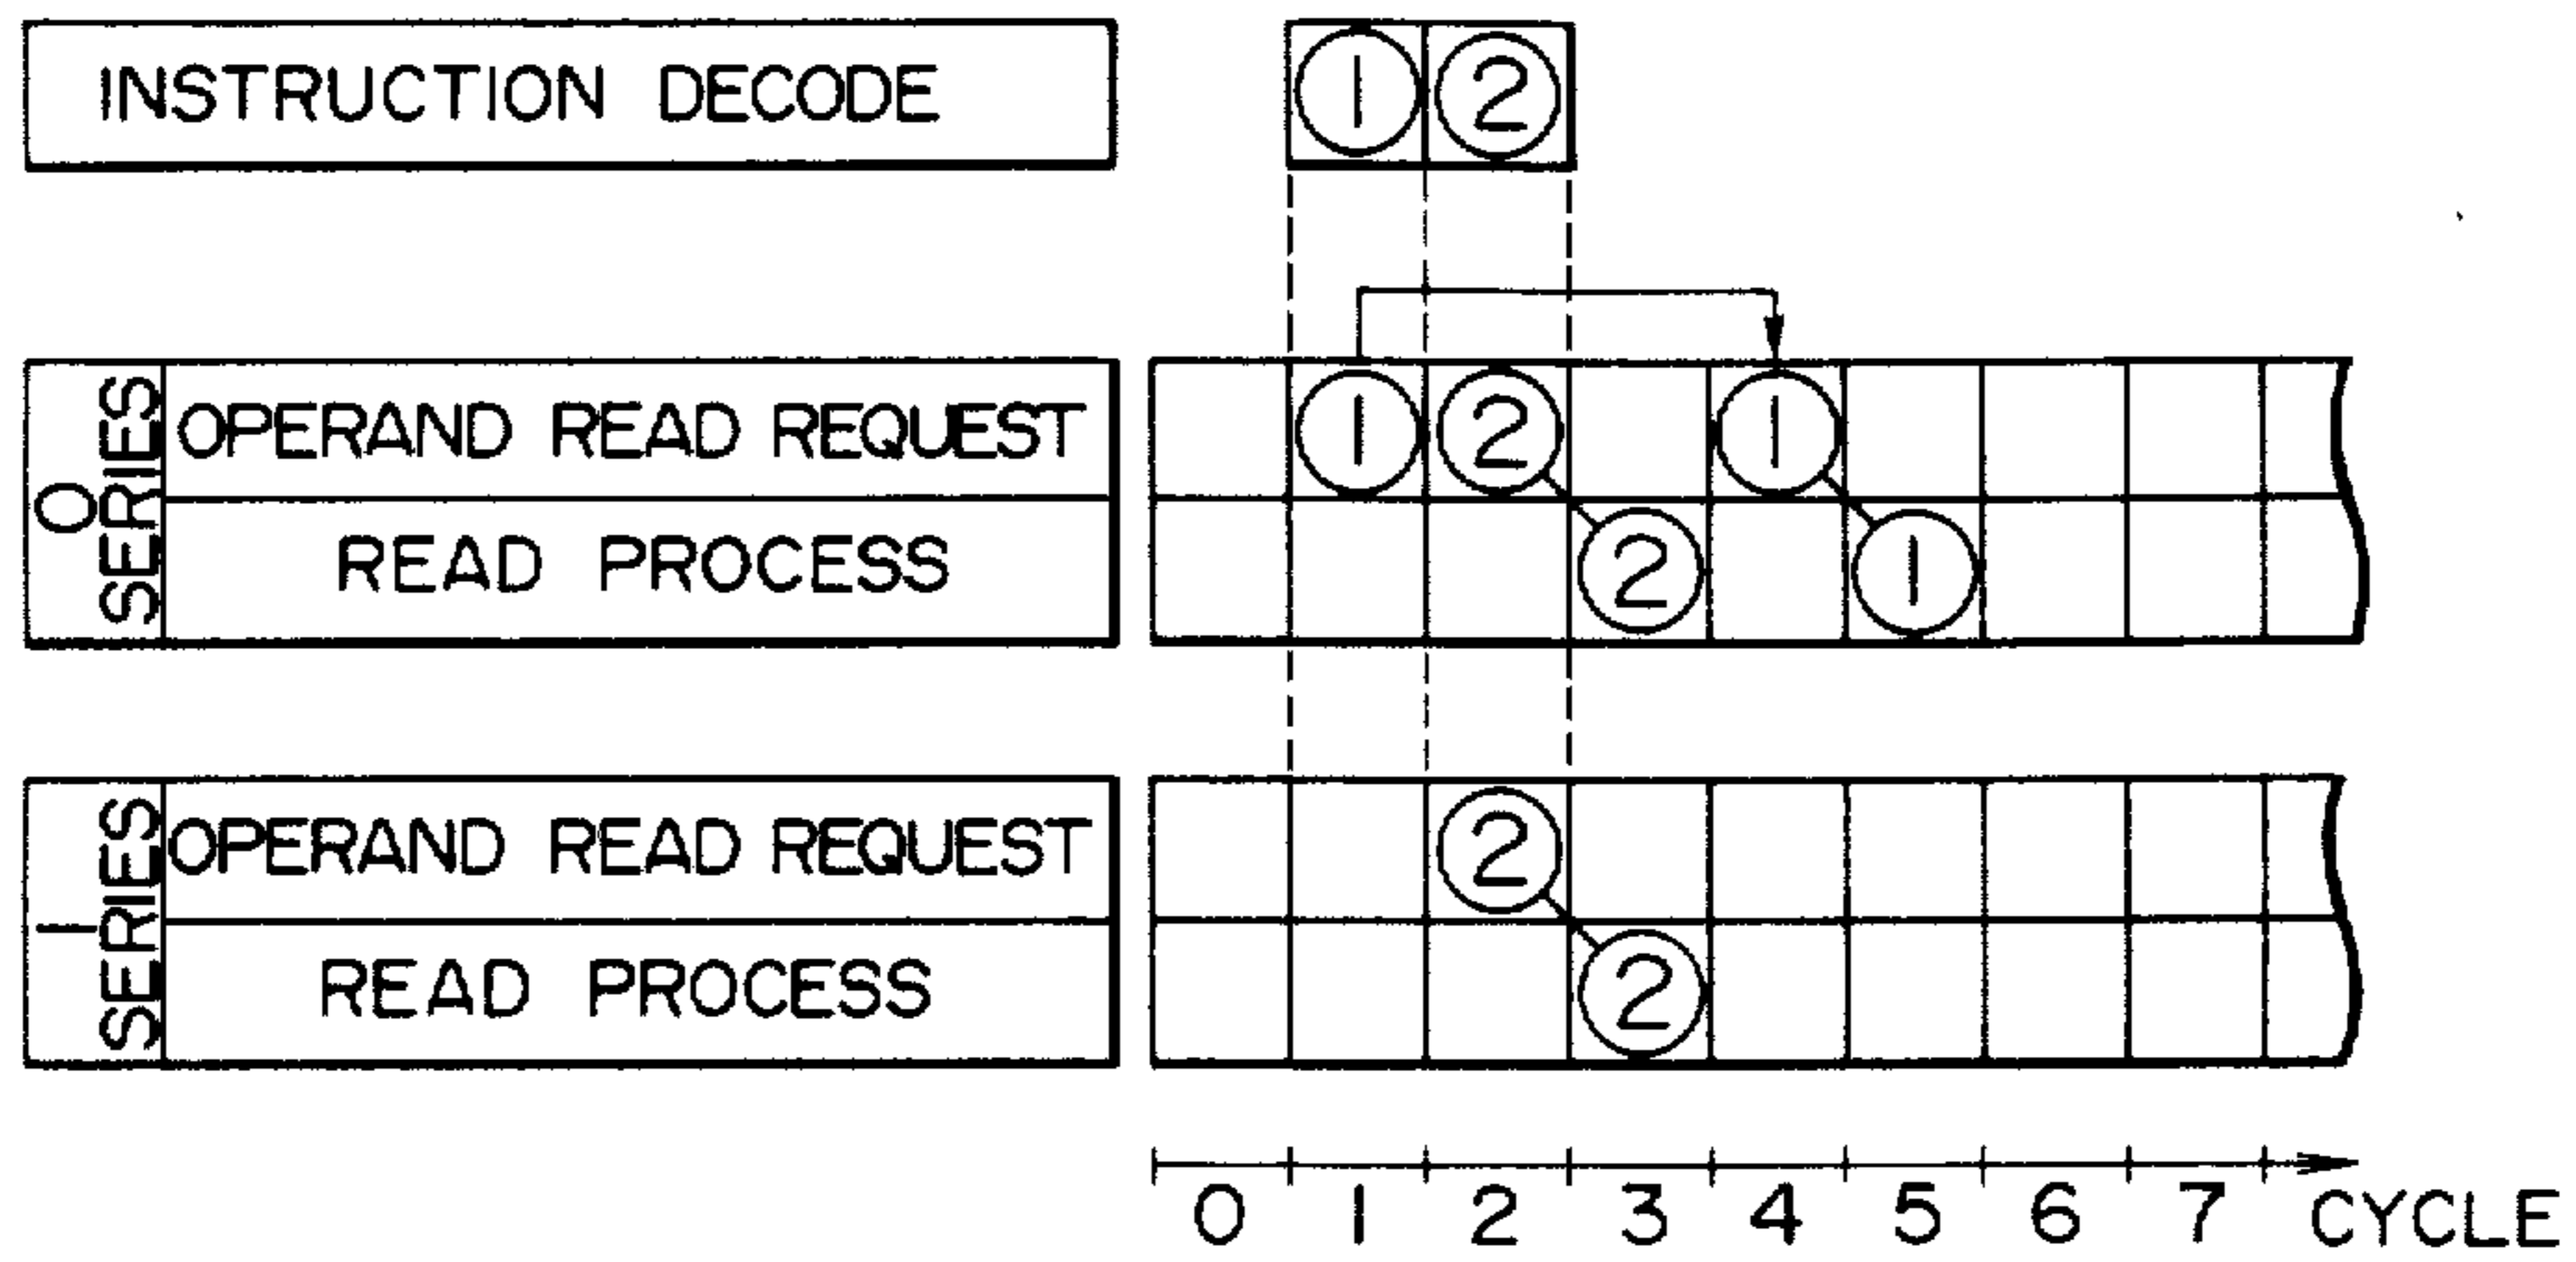 INSTRUCTION DECODE 1 2
0 SERIES
OPERAND READ REQUEST 1 2 1
READ PROCESS 2 1
1 SERIES
OPERAND READ REQUEST 2
READ PROCESS 2
0 1 2 3 4 5 6 7 CYCLE